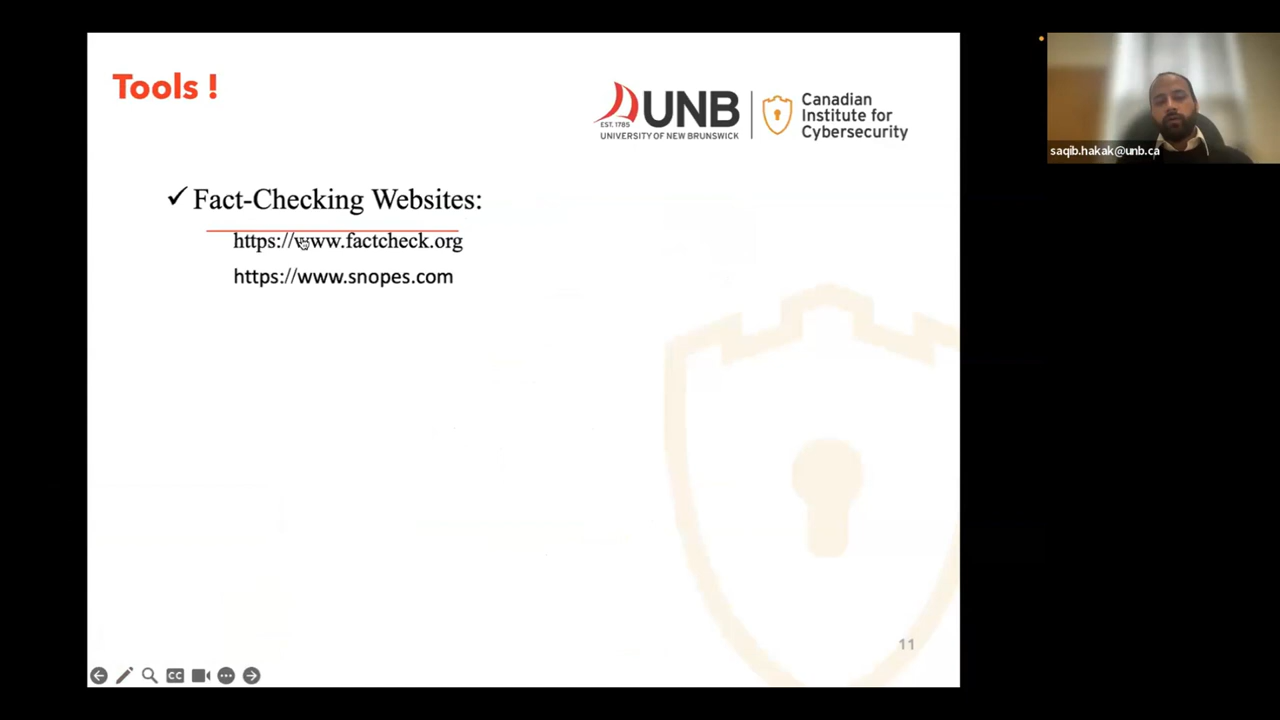 Tools !
EST. 1785
UNB
UNIVERSITY OF NEW BRUNSWICK
Canadian
Institute for
Cybersecurity
saqib.hakak@unb.ca
✓ Fact-Checking Websites:
https://www.factcheck.org
https://www.snopes.com
11
CC